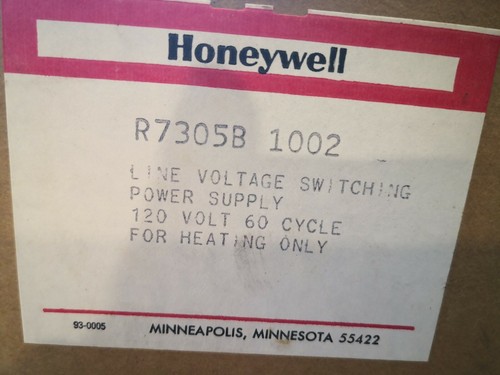 Honeywell
R7305B 1002
LINE VOLTAGE SWITCHING
POWER SUPPLY
120 VOLT 60 CYCLE
FOR HEATING ONLY
93-0005 MINNEAPOLIS, MINNESOTA 55422